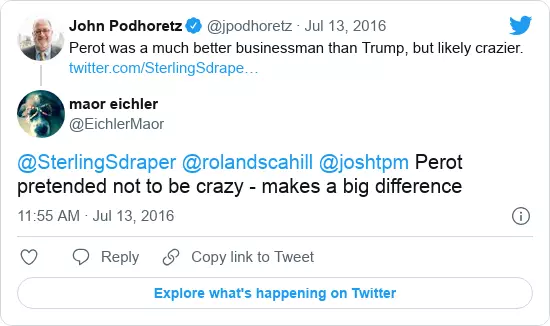 John Podhoretz @jpodhoretz · Jul 13, 2016
Perot was a much better businessman than Trump, but likely crazier.
twitter.com/SterlingSdrape…
maor eichler
@EichlerMaor
@SterlingSdraper @rolandscahill @joshtpm Perot
pretended not to be crazy - makes a big difference
11:55 AM · Jul 13, 2016
Reply
Copy link to Tweet
Explore what's happening on Twitter